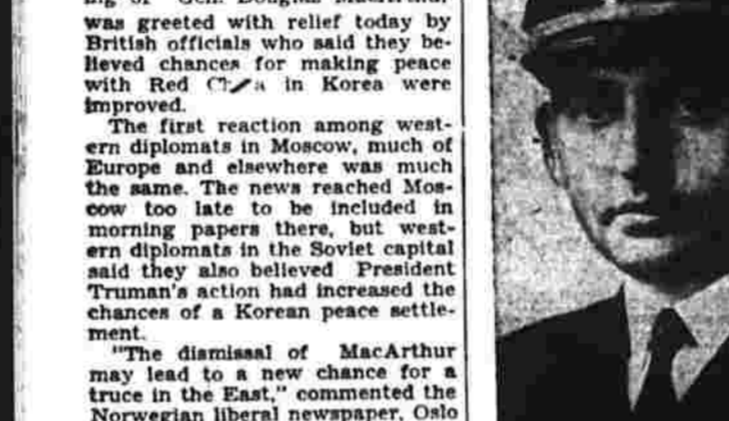 ing of Gen. Douglas MacArthur
was greeted with relief today by
British officials who said they be-
lieved chances for making peace
with Red in Korea were
improved.
The first reaction among west-
ern diplomats in Moscow, much of
Europe and elsewhere was much
the same. The news reached Mos-
cow too late to be included in
morning papers there, but west-
ern diplomats in the Soviet capital
said they also believed President
Truman's action had increased the
chances of a Korean peace settle-
ment.
"The dismissal of MacArthur
may lead to a new chance for a
truce in the East," commented the
Norwegian liberal newspaper, Oslo